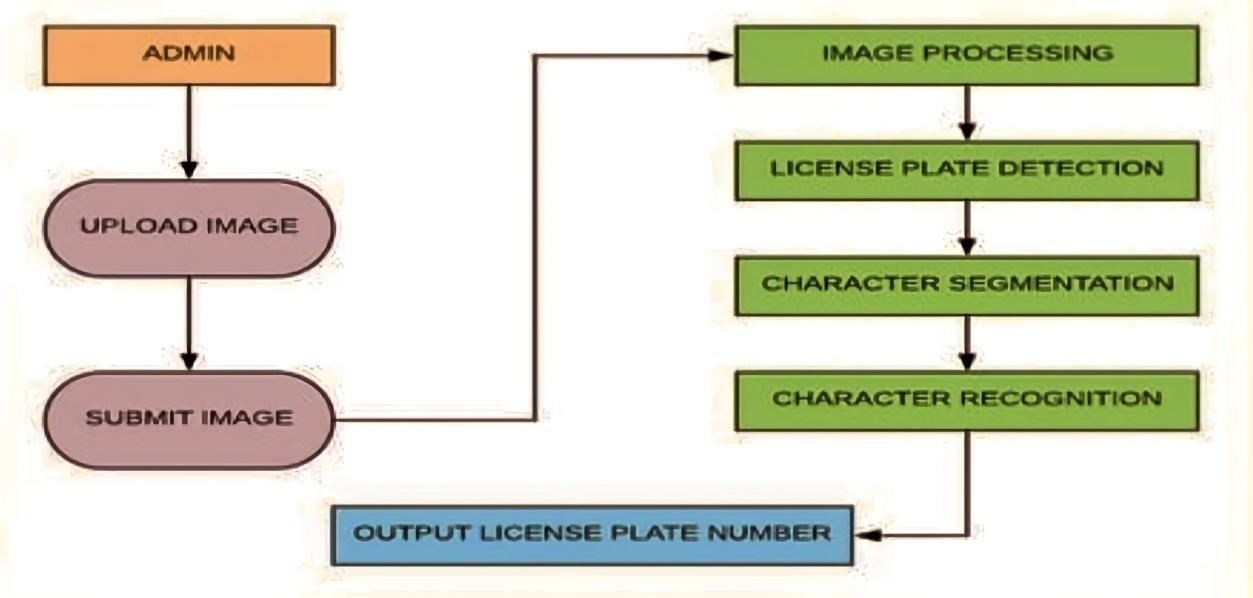 ADMIN
UPLOAD IMAGE
SUBMIT IMAGE
IMAGE PROCESSING
LICENSE PLATE DETECTION
CHARACTER SEGMENTATION
CHARACTER RECOGNITION
OUTPUT LICENSE PLATE NUMBER